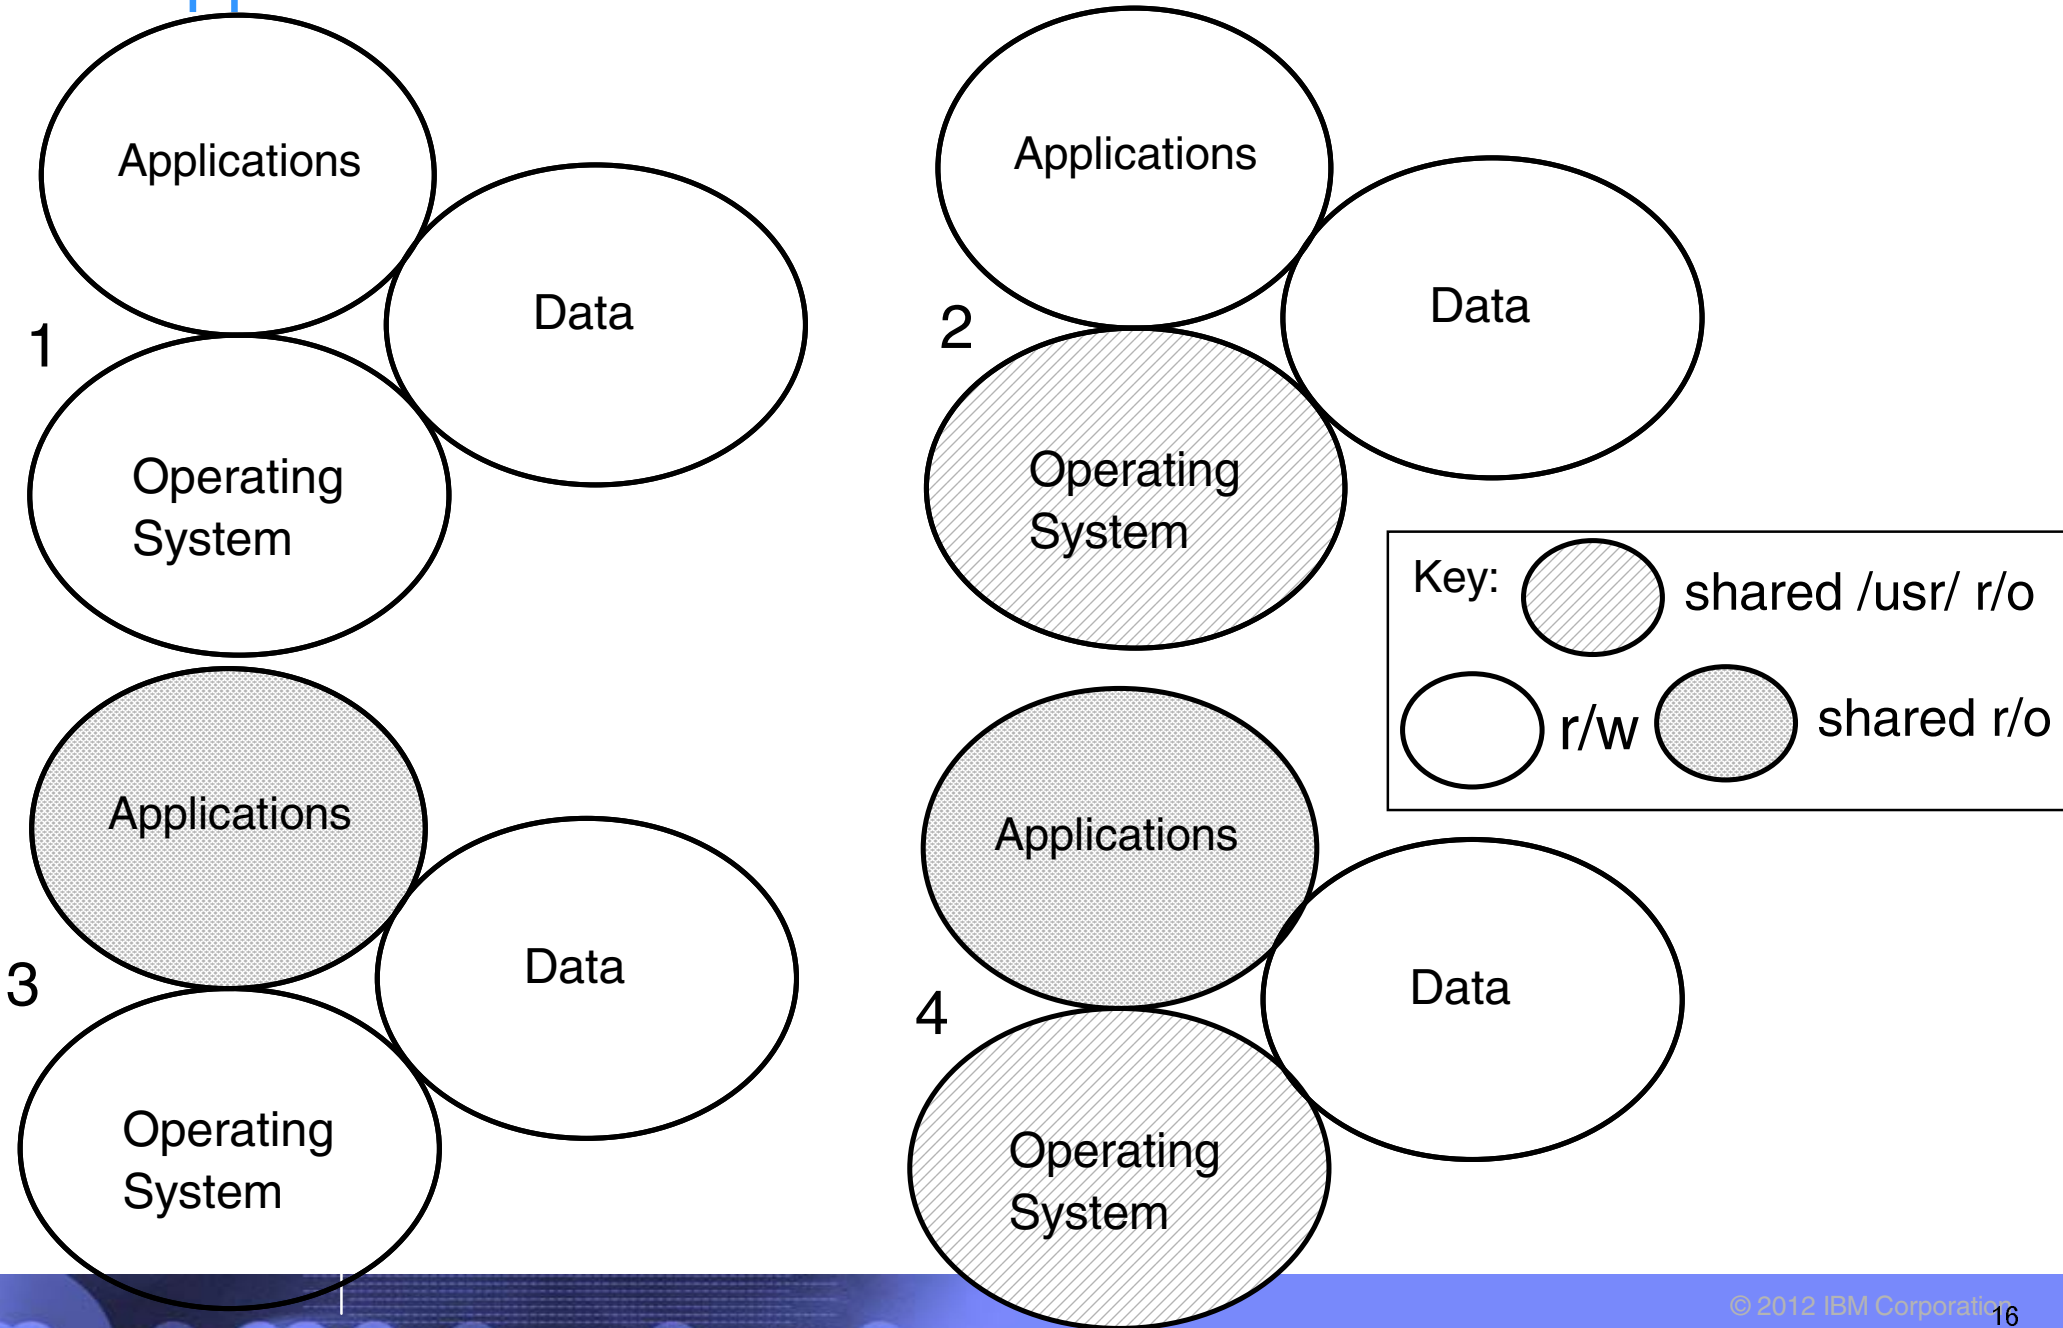 Applications
Data
1
Operating
System
Applications
Data
2
Operating
System
Key:
shared /usr/ r/o
r/w
shared r/o
Applications
Data
3
Operating
System
Applications
Data
4
Operating
System
© 2012 IBM Corporation
16